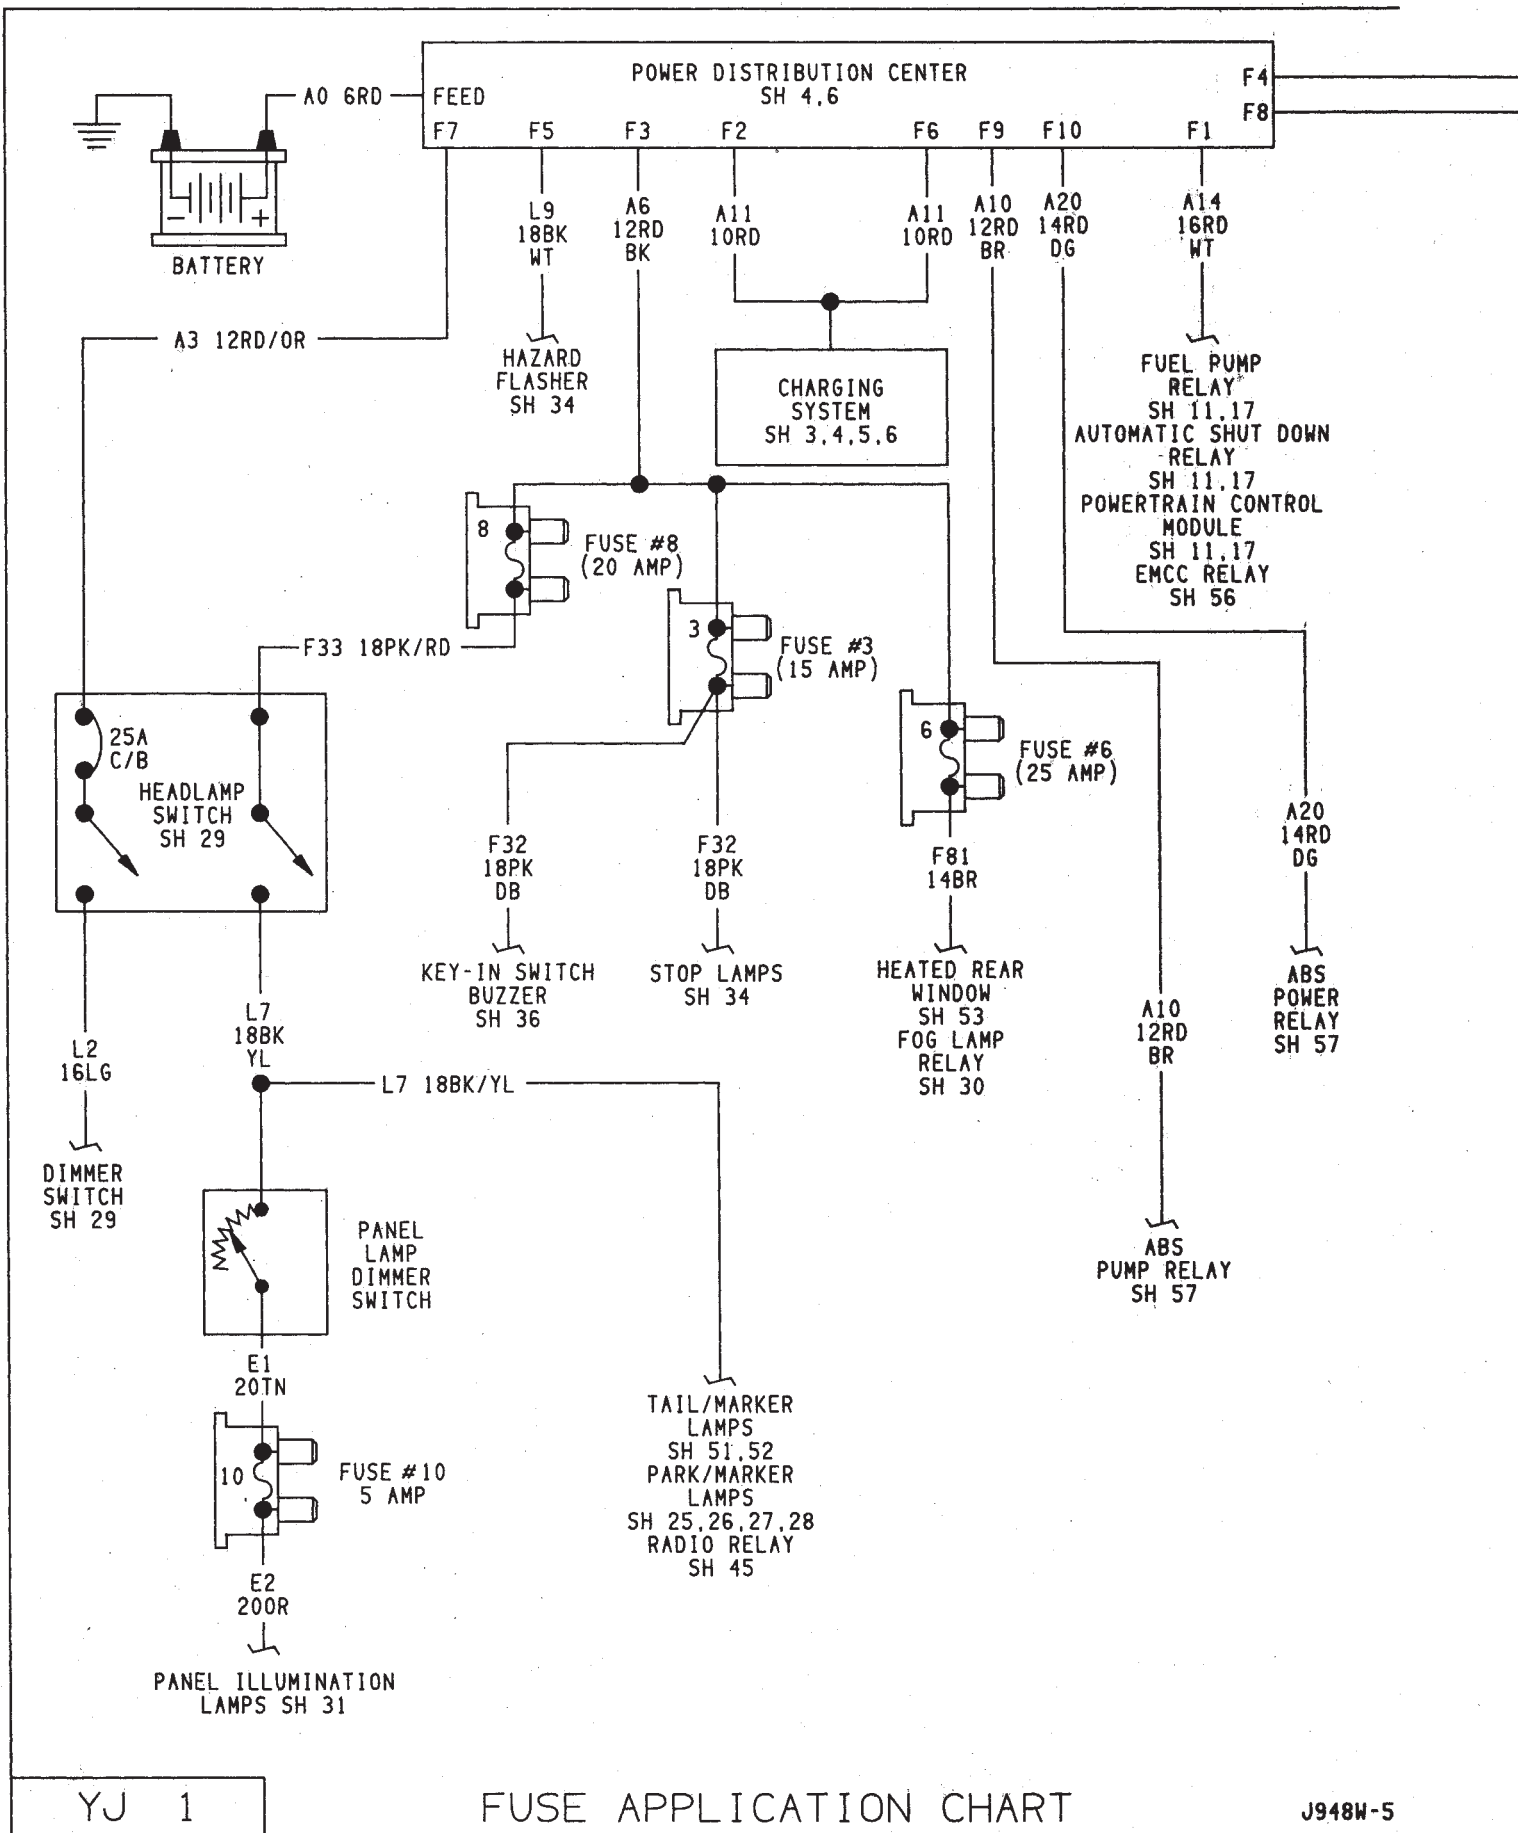 POWER DISTRIBUTION CENTER
SH 4,6
F4
F8
A0 6RD
FEED
F7
F5
F3
F2
F6
F9
F10
F1
L9
18BK
WT
A6
12RD
BK
A11
10RD
A11
10RD
A10
12RD
BR
A20
14RD
DG
A14
16RD
WT
-
+
BATTERY
A3 12RD/OR
HAZARD
FLASHER
SH 34
CHARGING
SYSTEM
SH 3,4,5,6
FUEL PUMP
RELAY
SH 11,17
AUTOMATIC SHUT DOWN
RELAY
SH 11,17
POWERTRAIN CONTROL
MODULE
SH 11,17
EMCC RELAY
SH 56
8
FUSE #8
(20 AMP)
F33 18PK/RD
3
FUSE #3
(15 AMP)
6
FUSE #6
(25 AMP)
25A
C/B
HEADLAMP
SWITCH
SH 29
F32
18PK
DB
F32
18PK
DB
F81
14BR
A20
14RD
DG
KEY-IN SWITCH
BUZZER
SH 36
STOP LAMPS
SH 34
HEATED REAR
WINDOW
SH 53
FOG LAMP
RELAY
SH 30
A10
12RD
BR
ABS
POWER
RELAY
SH 57
L2
16LG
L7
18BK
YL
L7 18BK/YL
DIMMER
SWITCH
SH 29
PANEL
LAMP
DIMMER
SWITCH
ABS
PUMP RELAY
SH 57
E1
20TN
10
FUSE #10
5 AMP
TAIL/MARKER
LAMPS
SH 51,52
PARK/MARKER
LAMPS
SH 25,26,27,28
RADIO RELAY
SH 45
E2
20OR
PANEL ILLUMINATION
LAMPS SH 31
YJ 1
FUSE APPLICATION CHART
J948W-5